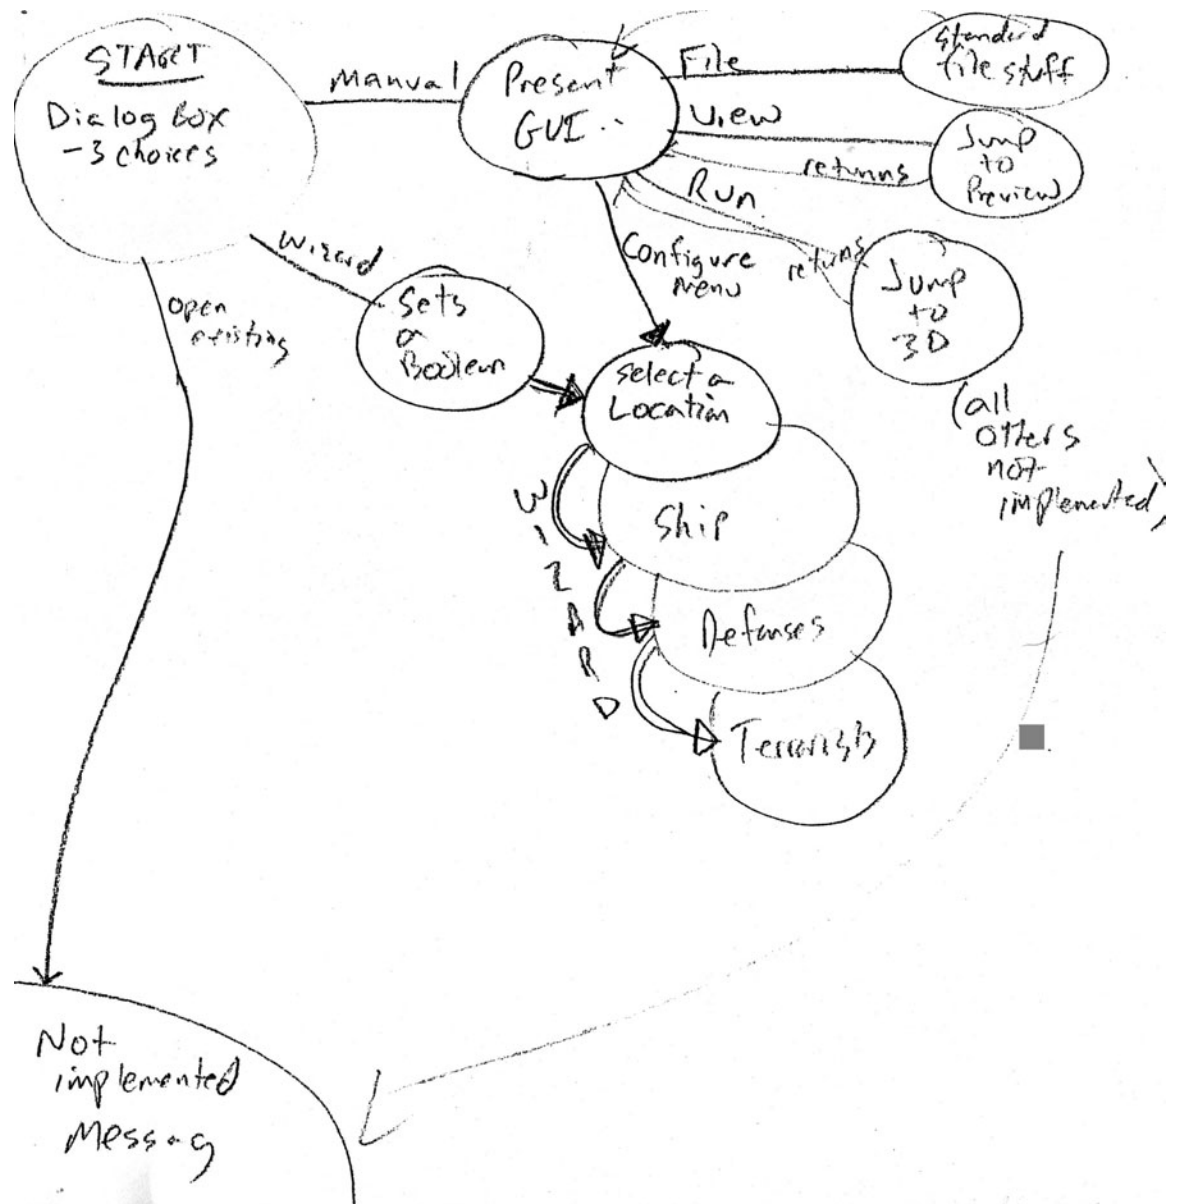 START
Dialog Box
-3 choices
Manual
Present
GUI..
File
Standard
file stuff
View
Jump
to
Preview
returns
Run
returns
Jump
to
3D
(all
others
not
implemented)
Configure
Menu
Wizard
Sets
a
Boolean
open
existing
Select a
Location
WIZARD
Ship
Defenses
Terrorists
Not
implemented
Messag